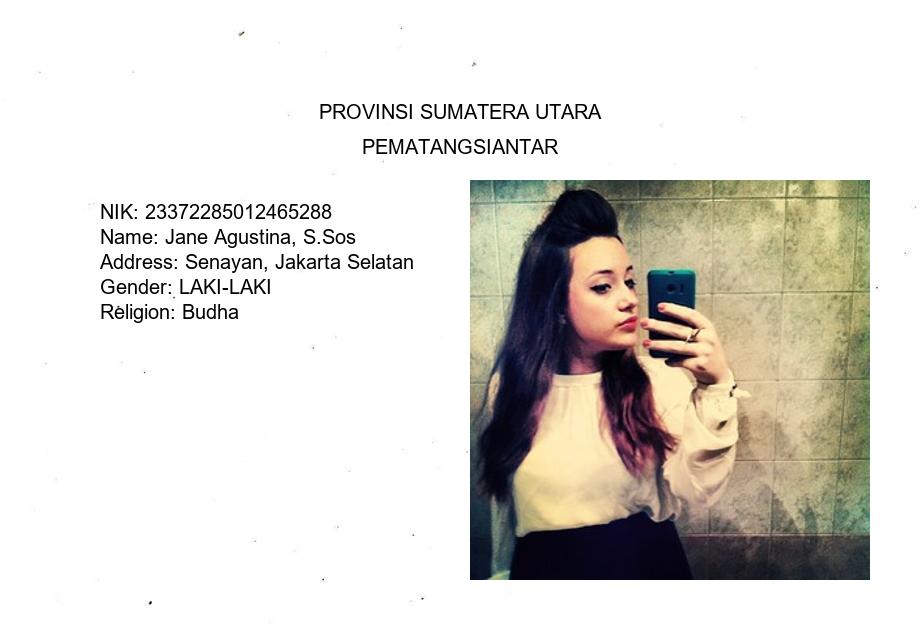 PROVINSI SUMATERA UTARA
PEMATANGSIANTAR
NIK: 23372285012465288
Name: Jane Agustina, S.Sos
Address: Senayan, Jakarta Selatan
Gender: LAKI-LAKI
Religion: Budha